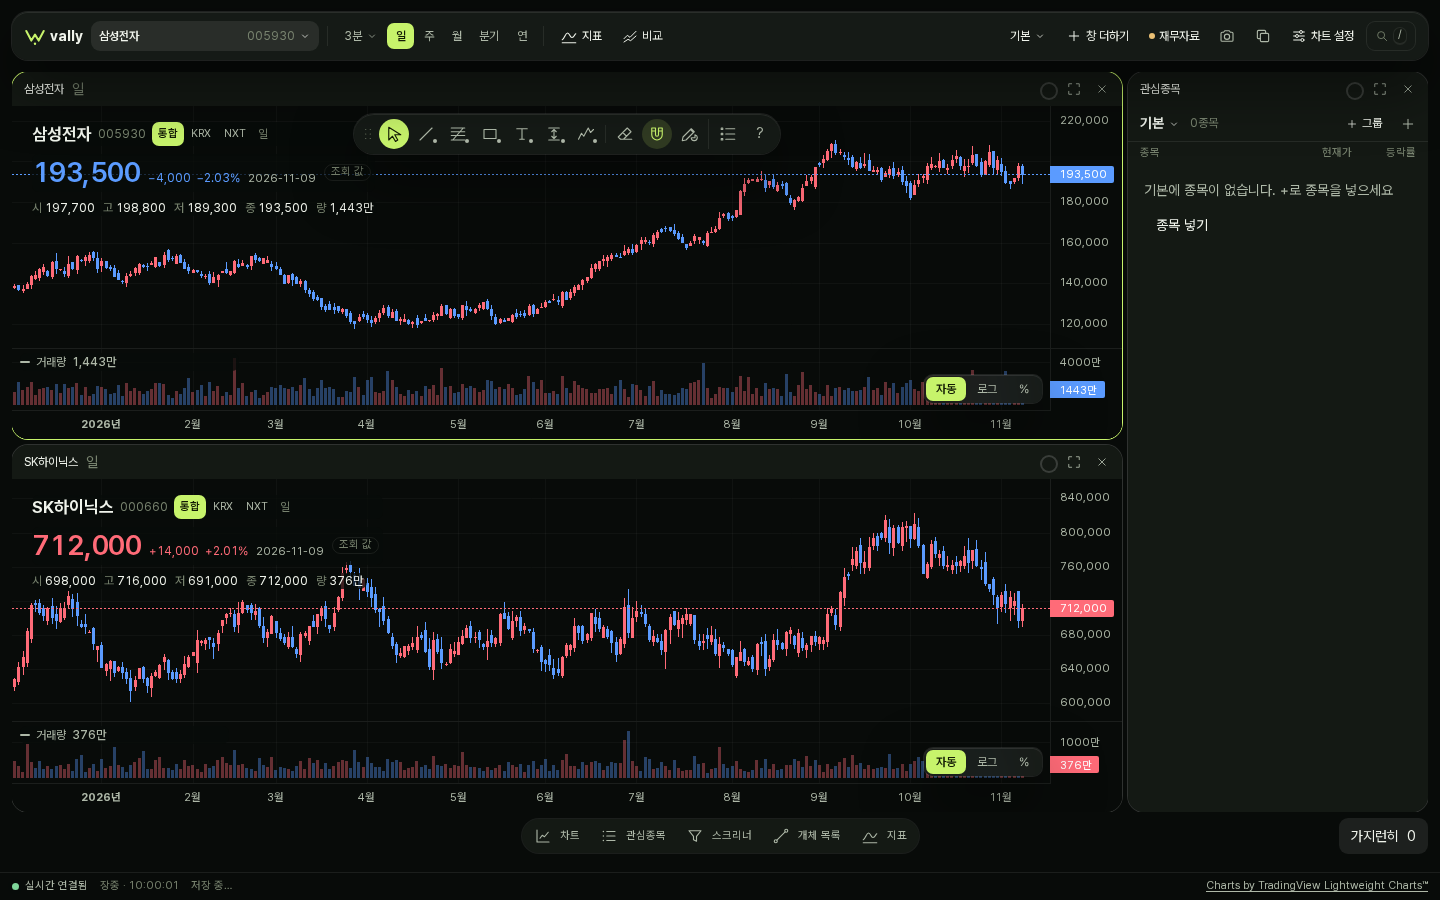 vally 삼성전자 005930 3분 일 주 월 분기 연 지표 비교 기본 창 더하기 재무자료 차트 설정 /
삼성전자 일
삼성전자 005930 통합 KRX NXT 일
T ?
193,500 −4,000 −2.03% 2026-11-09 조회 값
시 197,700 고 198,800 저 189,300 종 193,500 량 1,443만
220,000
193,500
180,000
160,000
140,000
120,000
거래량 1,443만
4000만
1443만
자동 로그 %
2026년 2월 3월 4월 5월 6월 7월 8월 9월 10월 11월
SK하이닉스 일
SK하이닉스 000660 통합 KRX NXT 일
712,000 +14,000 +2.01% 2026-11-09 조회 값
시 698,000 고 716,000 저 691,000 종 712,000 량 376만
840,000
800,000
760,000
712,000
680,000
640,000
600,000
거래량 376만
1000만
376만
자동 로그 %
2026년 2월 3월 4월 5월 6월 7월 8월 9월 10월 11월
관심종목
기본 0종목 + 그룹 +
종목 현재가 등락률
기본에 종목이 없습니다. +로 종목을 넣으세요
종목 넣기
차트 관심종목 스크리너 개체 목록 지표
가지런히 0
실시간 연결됨 장중 · 10:00:01 저장 중…
Charts by TradingView Lightweight Charts™